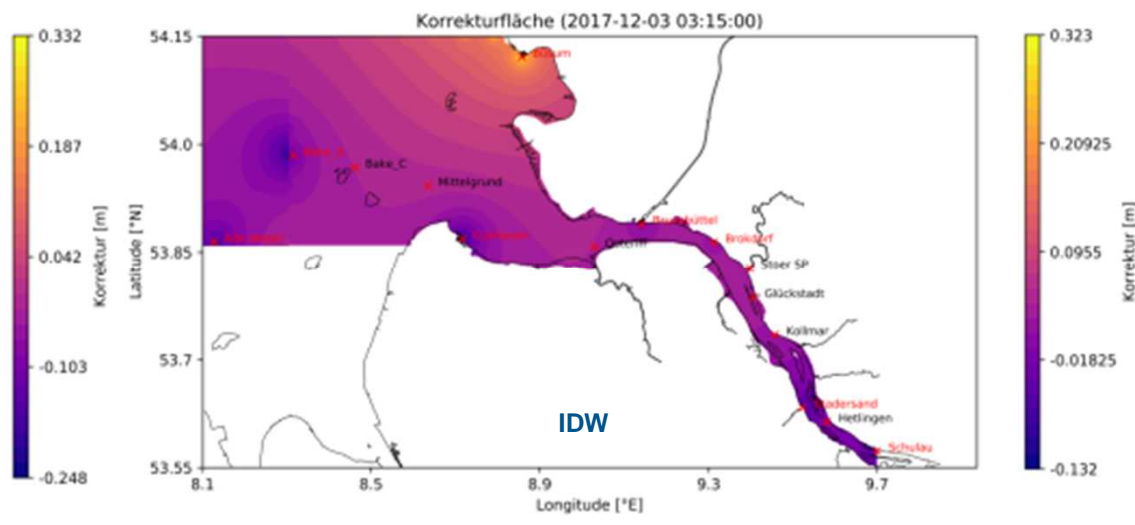 Korrekturfläche (2017-12-03 03:15:00)
0.332
0.187
0.042
-0.103
-0.248
Korrektur [m]
54.15
54.0
53.85
53.7
53.55
Latitude [°N]
Büsum
Bake_C
Mittelgrund
Osteriff
Brokdorf
Stoer SP
Glückstadt
Kollmar
Hetlingen
Schulau
IDW
8.1
8.5
8.9
9.3
9.7
Longitude [°E]
0.323
0.20925
0.0955
-0.01825
-0.132
Korrektur [m]